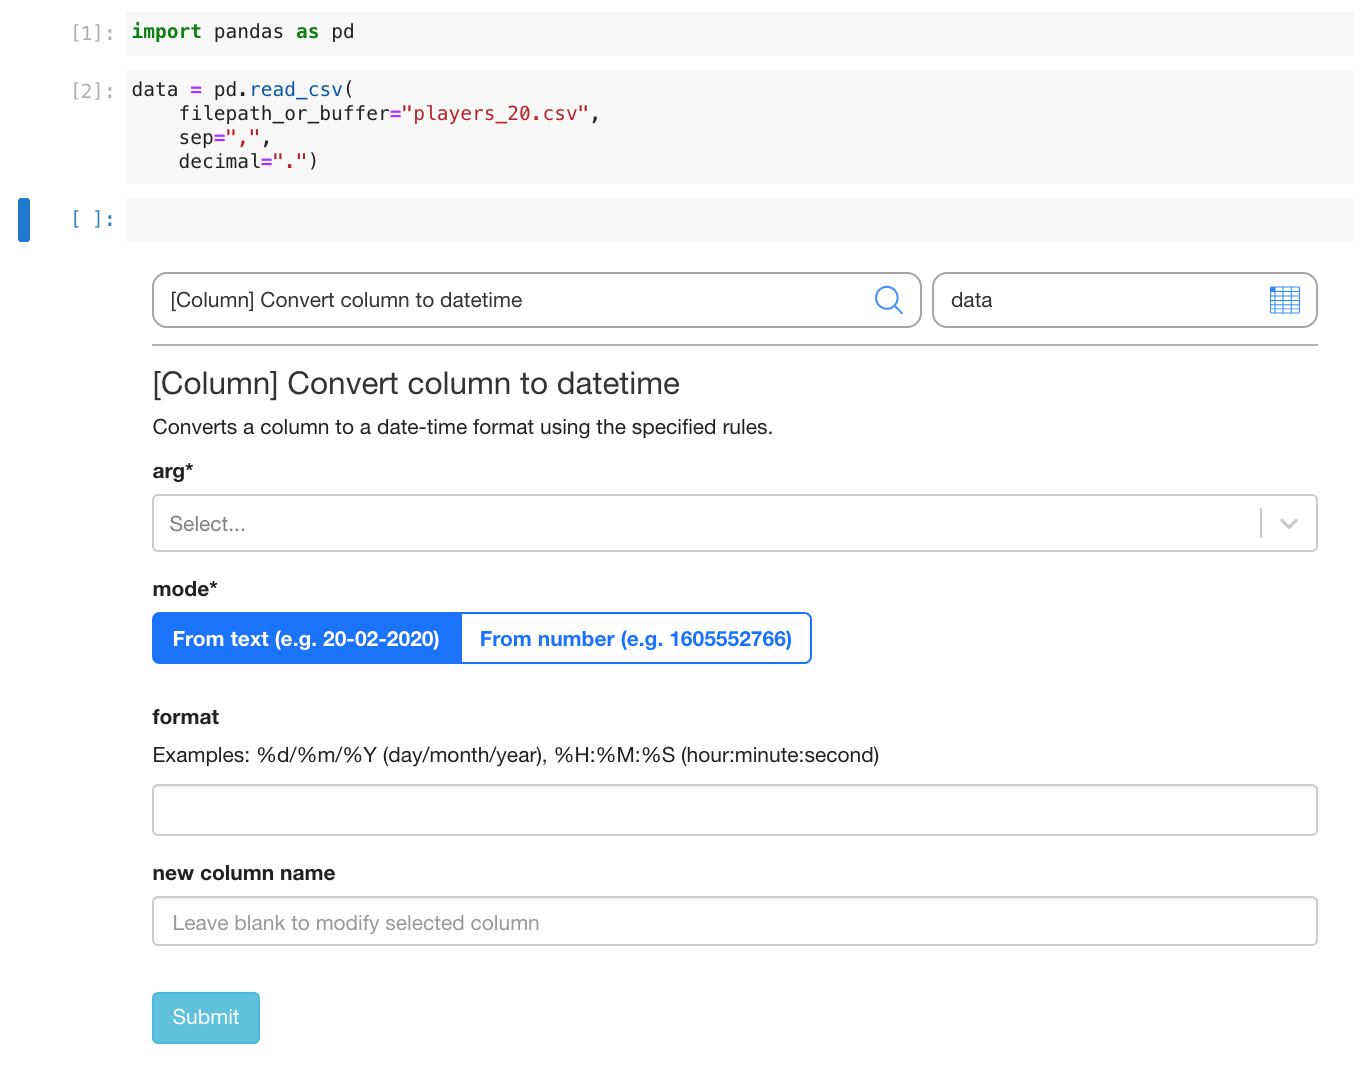 [1]: import pandas as pd
[2]: data = pd.read_csv(
filepath_or_buffer="players_20.csv",
sep=",",
decimal=".")
[ ]:
[Column] Convert column to datetime
data
[Column] Convert column to datetime
Converts a column to a date-time format using the specified rules.
arg*
Select...
mode*
From text (e.g. 20-02-2020) From number (e.g. 1605552766)
format
Examples: %d/%m/%Y (day/month/year), %H:%M:%S (hour:minute:second)
new column name
Leave blank to modify selected column
Submit